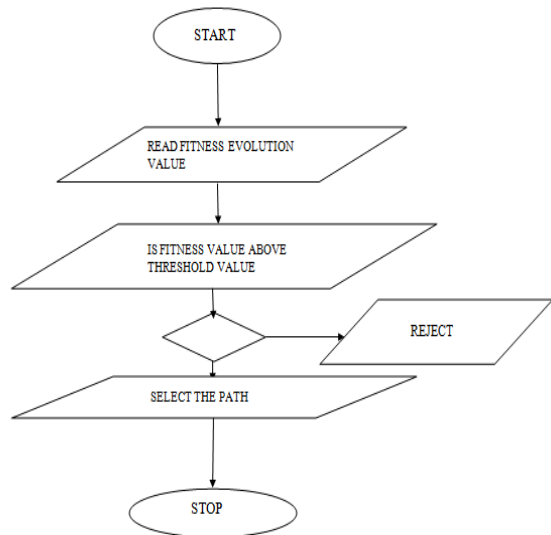 START
READ FITNESS EVOLUTION
VALUE
IS FITNESS VALUE ABOVE
THRESHOLD VALUE
REJECT
SELECT THE PATH
STOP